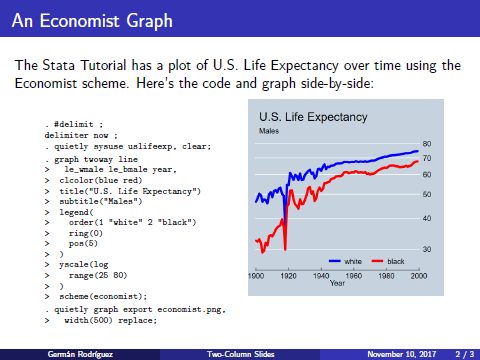 An Economist Graph
The Stata Tutorial has a plot of U.S. Life Expectancy over time using the
Economist scheme. Here's the code and graph side-by-side:
. #delimit ;
delimiter now ;
. quietly sysuse uslifeexp, clear;
. graph twoway line
>   le_wmale le_bmale year,
>   clcolor(blue red)
>   title("U.S. Life Expectancy")
>   subtitle("Males")
>   legend(
>     order(1 "white" 2 "black")
>     ring(0)
>     pos(5)
>   )
>   yscale(log
>     range(25 80)
>   )
>   scheme(economist);
. quietly graph export economist.png,
>   width(500) replace;
U.S. Life Expectancy
Males
80
70
60
50
40
30
white black
1900 1920 1940 1960 1980 2000
Year
Germán Rodríguez Two-Column Slides November 10, 2017 2 / 3